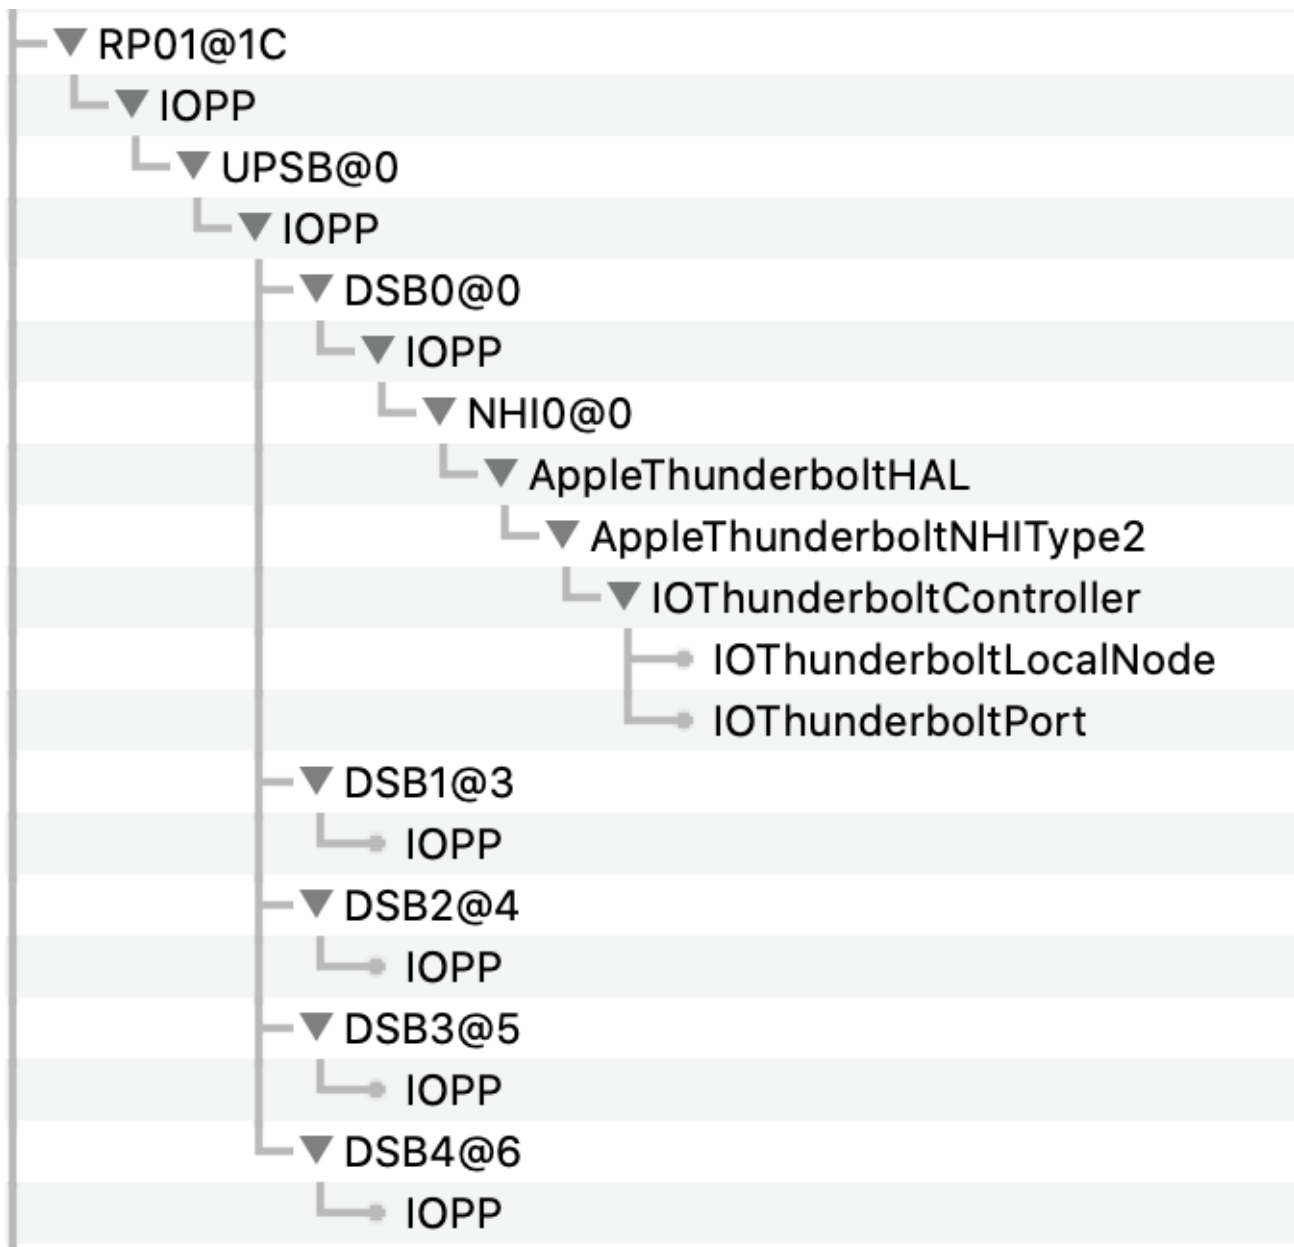 RP01@1C
IOPP
UPSB@0
IOPP
DSB0@0
IOPP
NHI0@0
AppleThunderboltHAL
AppleThunderboltNHIType2
IOThunderboltController
IOThunderboltLocalNode
IOThunderboltPort
DSB1@3
IOPP
DSB2@4
IOPP
DSB3@5
IOPP
DSB4@6
IOPP